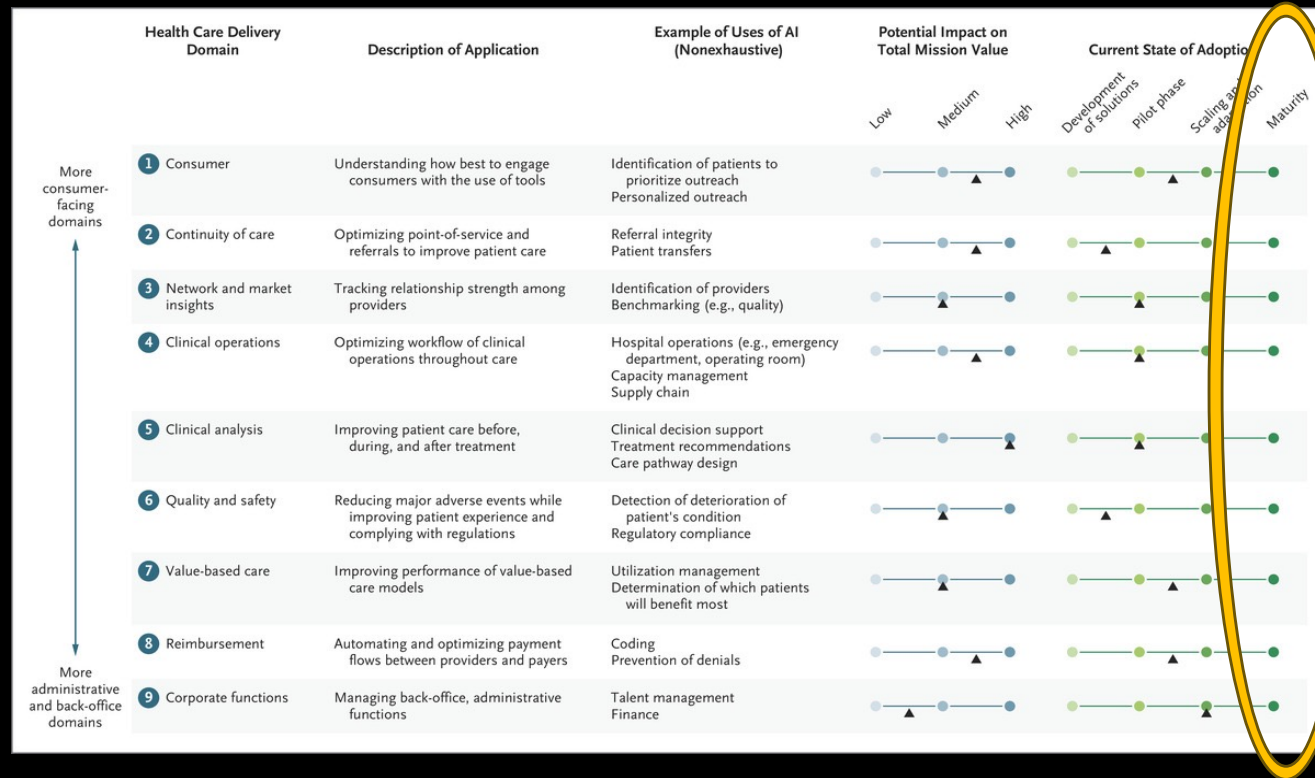 Health Care Delivery
Domain
Description of Application
Example of Uses of AI
(Nonexhaustive)
Potential Impact on
Total Mission Value
Current State of Adoptio
Low
Medium
High
Development
of solutions
Pilot phase
Scaling and
Maturity
More
consumer-
facing
domains
1 Consumer
Understanding how best to engage
consumers with the use of tools
Identification of patients to
prioritize outreach
Personalized outreach
2 Continuity of care
Optimizing point-of-service and
referrals to improve patient care
Referral integrity
Patient transfers
3 Network and market
insights
Tracking relationship strength among
providers
Identification of providers
Benchmarking (e.g., quality)
4 Clinical operations
Optimizing workflow of clinical
operations throughout care
Hospital operations (e.g., emergency
department, operating room)
Capacity management
Supply chain
5 Clinical analysis
Improving patient care before,
during, and after treatment
Clinical decision support
Treatment recommendations
Care pathway design
6 Quality and safety
Reducing major adverse events while
improving patient experience and
complying with regulations
Detection of deterioration of
patient's condition
Regulatory compliance
7 Value-based care
Improving performance of value-based
care models
Utilization management
Determination of which patients
will benefit most
8 Reimbursement
Automating and optimizing payment
flows between providers and payers
Coding
Prevention of denials
9 Corporate functions
Managing back-office, administrative
functions
Talent management
Finance
More
administrative
and back-office
domains